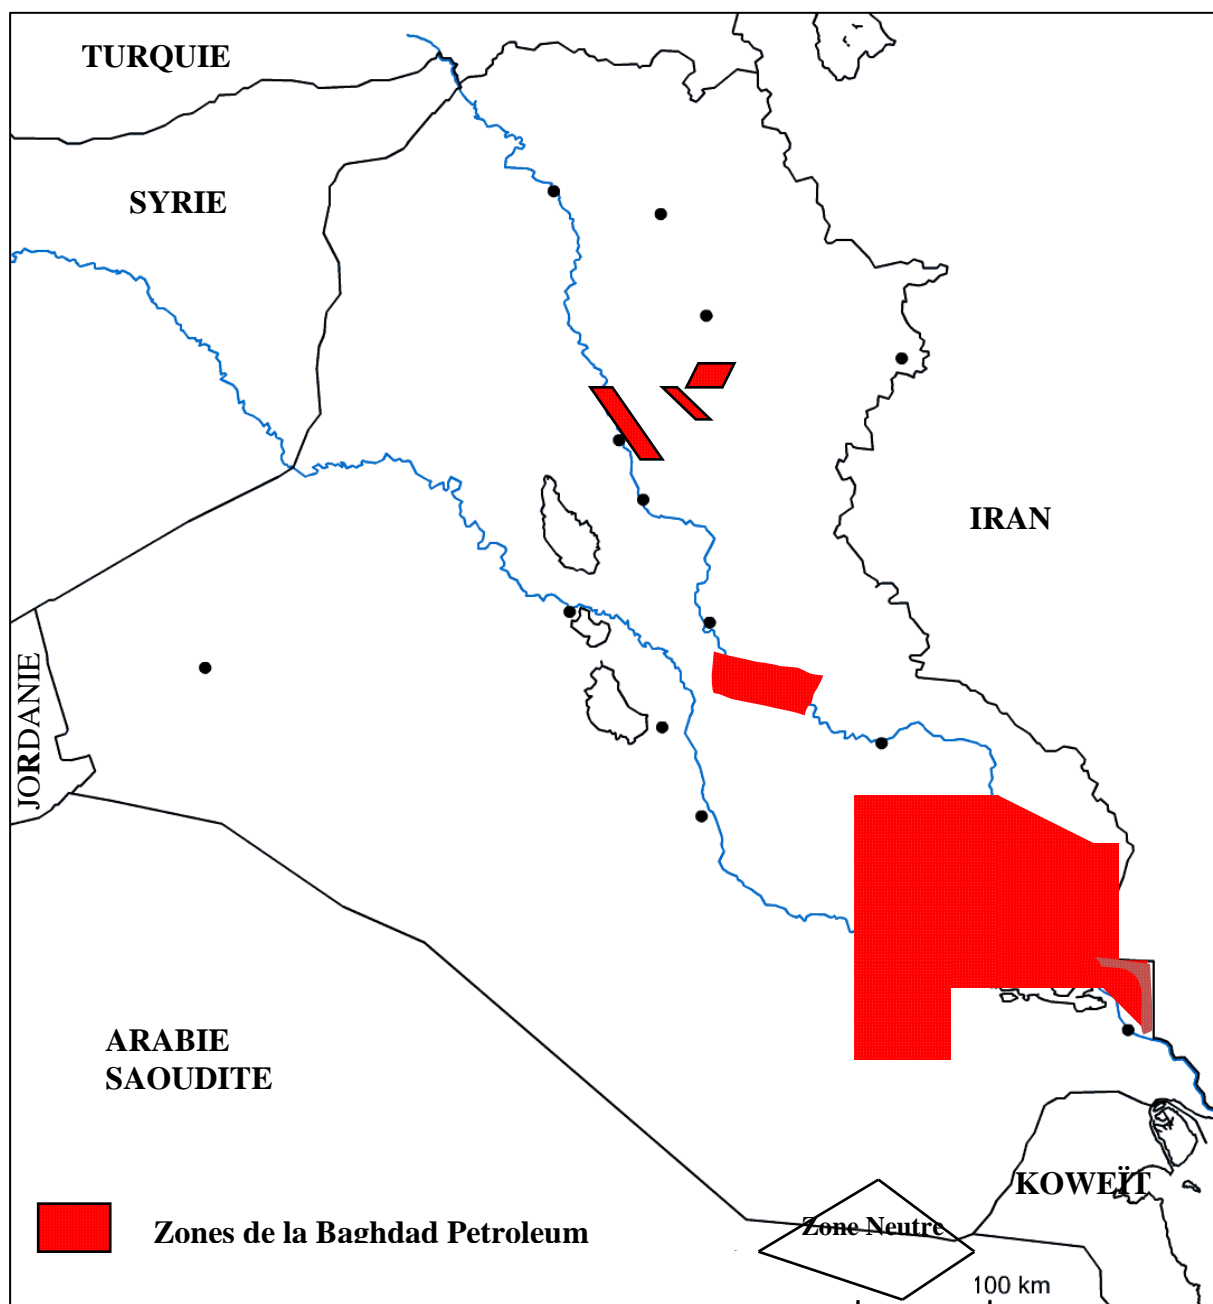 TURQUIE
SYRIE
IRAN
JORDANIE
ARABIE
SAOUDITE
KOWEÏT
Zones de la Baghdad Petroleum
Zone Neutre
100 km